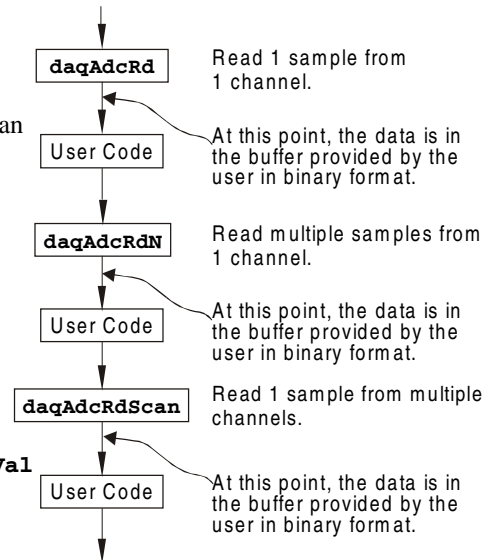 daqAdcRd
Read 1 sample from
1 channel.
an
At this point, the data is in
the buffer provided by the
user in binary format.
User Code
daqAdcRdN
Read multiple samples from
1 channel.
At this point, the data is in
the buffer provided by the
user in binary format.
User Code
daqAdcRdScan
Read 1 sample from multiple
channels.
Val
At this point, the data is in
the buffer provided by the
user in binary format.
User Code